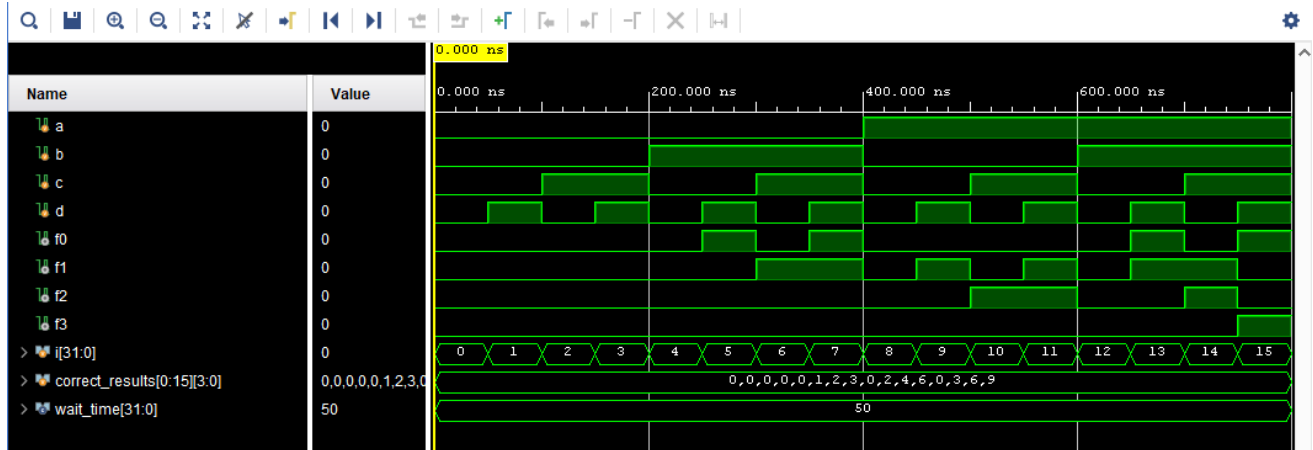 0.000 ns
Name Value 0.000 ns 200.000 ns 400.000 ns 600.000 ns
a 0
b 0
c 0
d 0
f0 0
f1 0
f2 0
f3 0
i[31:0] 0 0 1 2 3 4 5 6 7 8 9 10 11 12 13 14 15
correct_results[0:15][3:0] 0,0,0,0,0,1,2,3,0 0,0,0,0,0,1,2,3,0,2,4,6,0,3,6,9
wait_time[31:0] 50 50